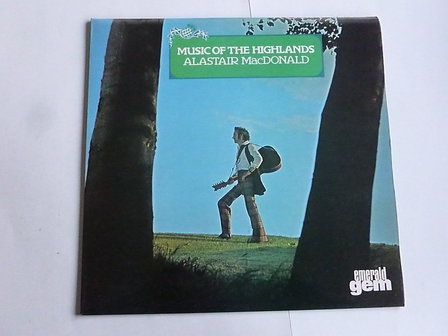 MUSIC OF THE HIGHLANDS
ALASTAIR MacDONALD
emerald
gem